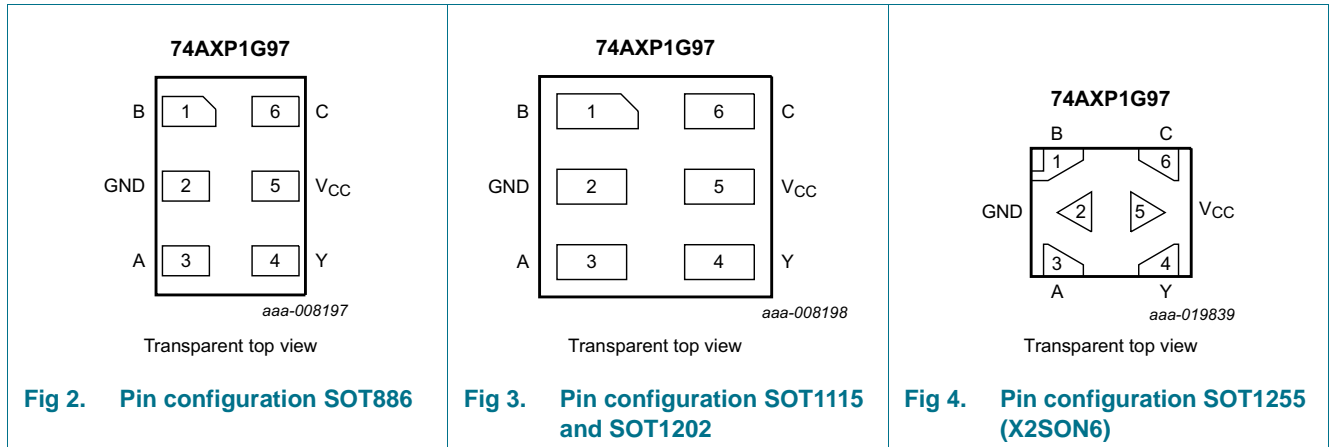 74AXP1G97
B 1 6 C
GND 2 5 VCC
A 3 4 Y
aaa-008197
Transparent top view
Fig 2. Pin configuration SOT886
74AXP1G97
B 1 6 C
GND 2 5 VCC
A 3 4 Y
aaa-008198
Transparent top view
Fig 3. Pin configuration SOT1115
and SOT1202
74AXP1G97
B C
1 6
GND 2 5 VCC
3 4
A Y
aaa-019839
Transparent top view
Fig 4. Pin configuration SOT1255
(X2SON6)